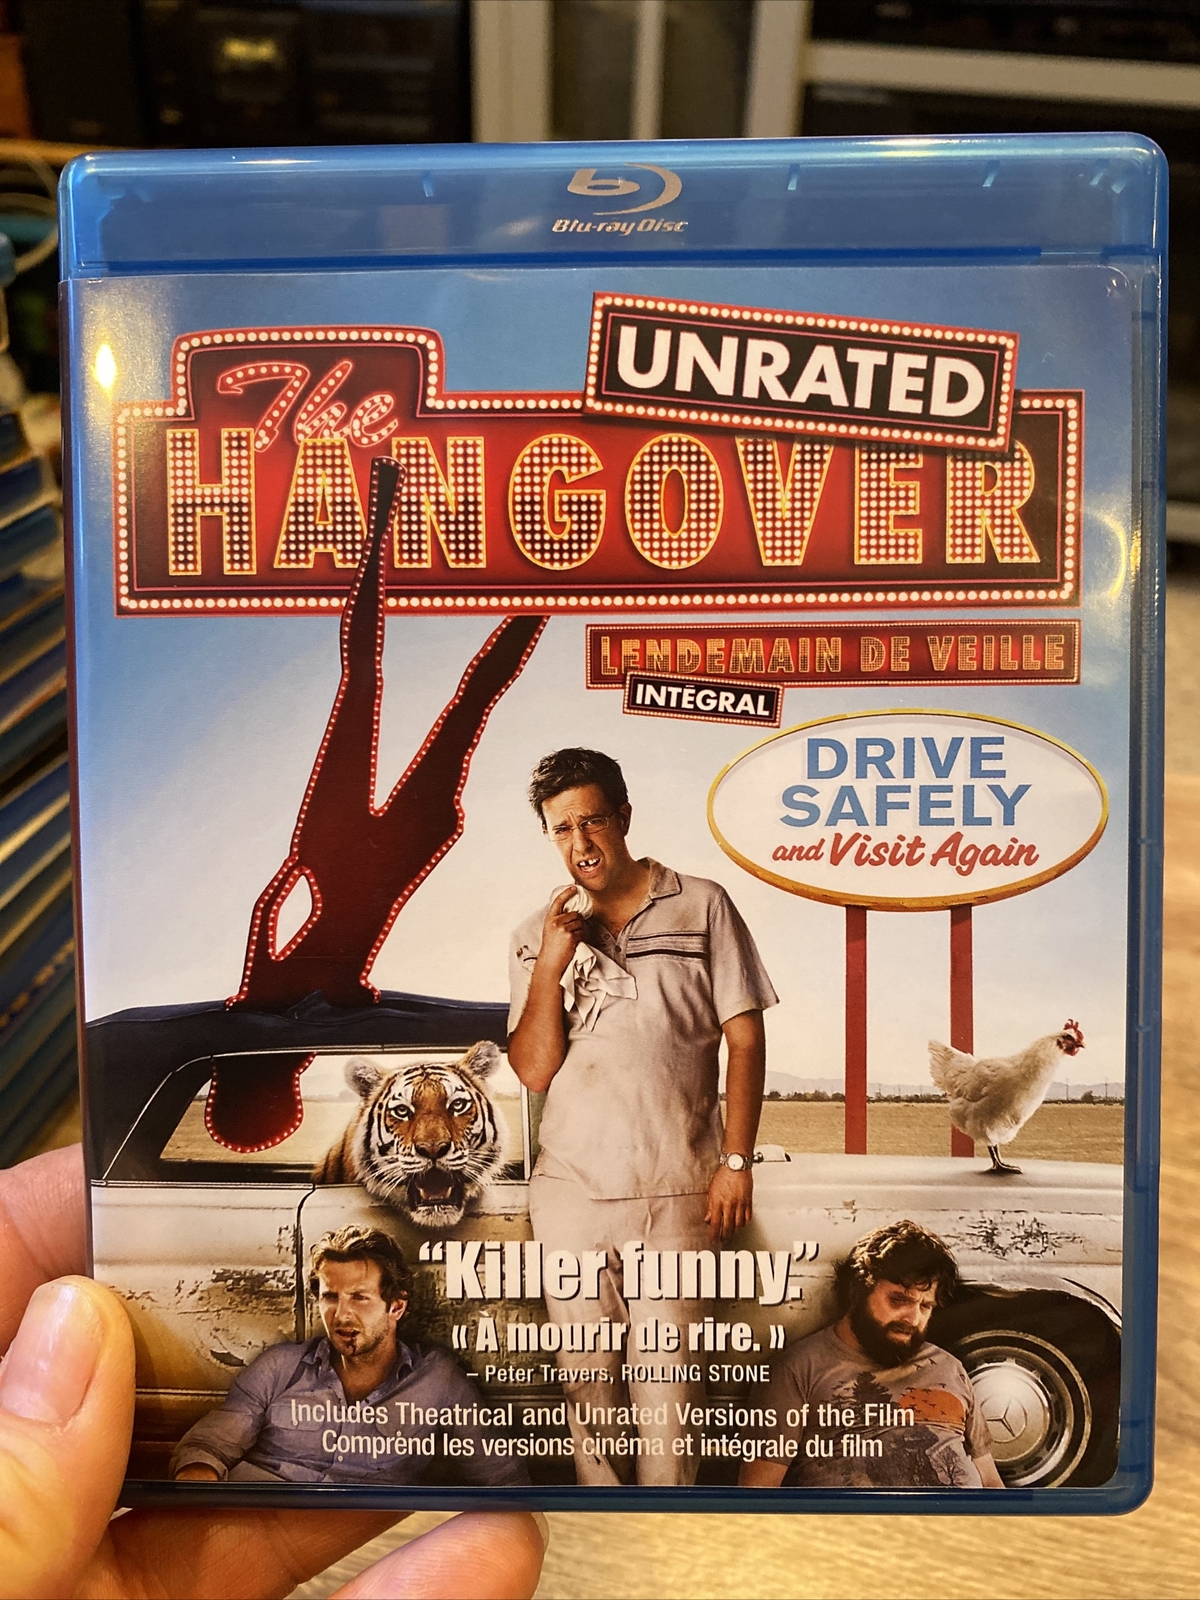 Blu-ray Disc
UNRATED
The
HANGOVER
LENDEMAIN DE VEILLE
INTÉGRAL
DRIVE
SAFELY
and Visit Again
“Killer funny.”
« À mourir de rire. »
– Peter Travers, ROLLING STONE
Includes Theatrical and Unrated Versions of the Film
Comprend les versions cinéma et intégrale du film